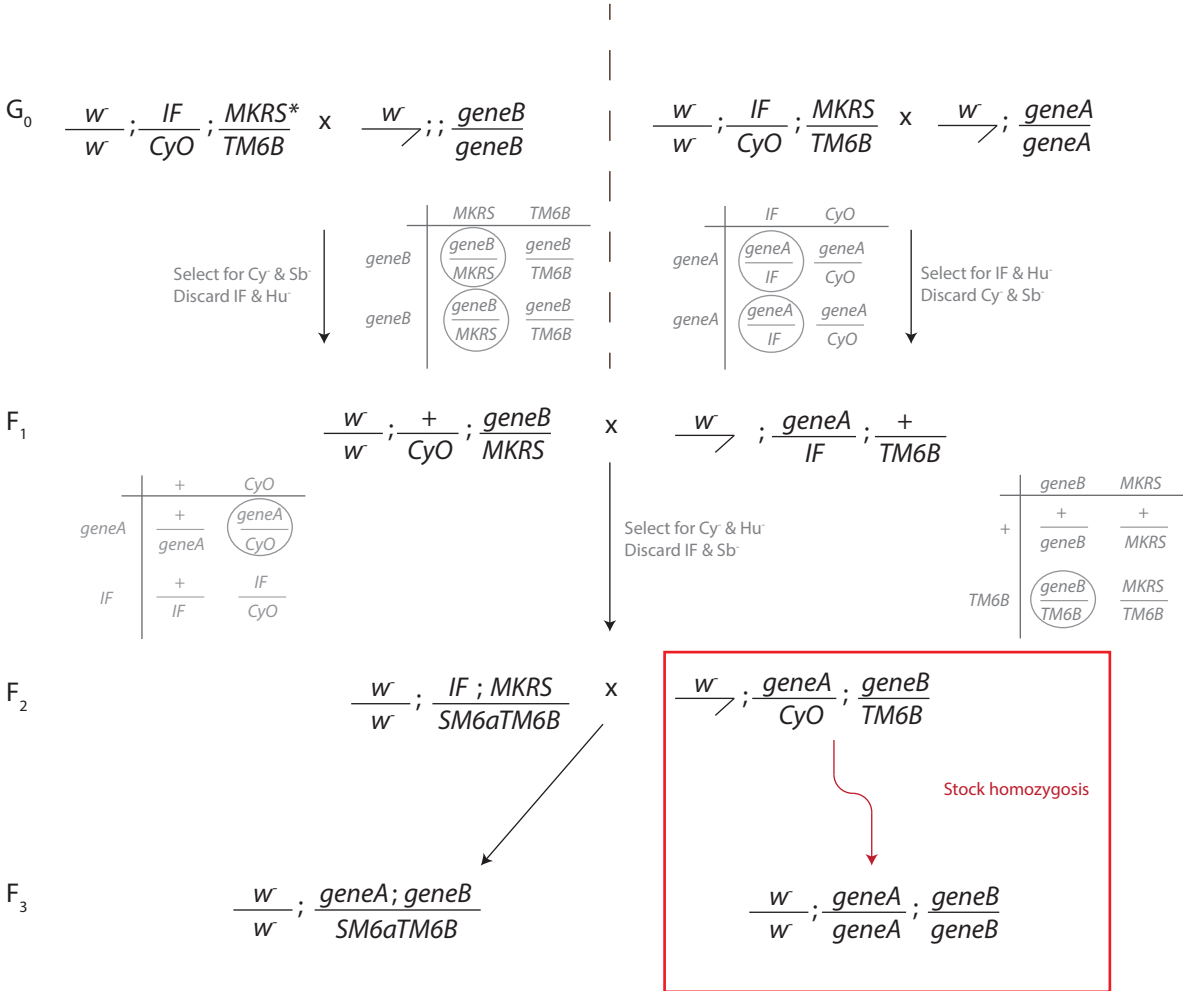 G0 w- ; IF ; MKRS* x w- ; ; geneB w- ; IF ; MKRS x w- ; geneA
w- CyO TM6B geneB w- CyO TM6B geneA
MKRS TM6B
geneB geneB geneB
MKRS TM6B
geneB geneB geneB
MKRS TM6B
IF CyO
geneA geneA geneA
IF CyO
geneA geneA geneA
IF CyO
Select for Cy- & Sb-
Discard IF & Hu-
Select for IF & Hu-
Discard Cy- & Sb-
F1 w- ; + ; geneB x w- ; geneA ; +
w- CyO MKRS IF TM6B
+ CyO
geneA + geneA
geneA CyO
IF + IF
IF CyO
Select for Cy- & Hu-
Discard IF & Sb-
geneB MKRS
+ + +
geneB MKRS
TM6B geneB MKRS
TM6B TM6B
F2 w- ; IF ; MKRS x w- ; geneA ; geneB
w- SM6aTM6B CyO TM6B
Stock homozygosis
F3 w- ; geneA; geneB w- ; geneA ; geneB
w- SM6aTM6B w- geneA geneB